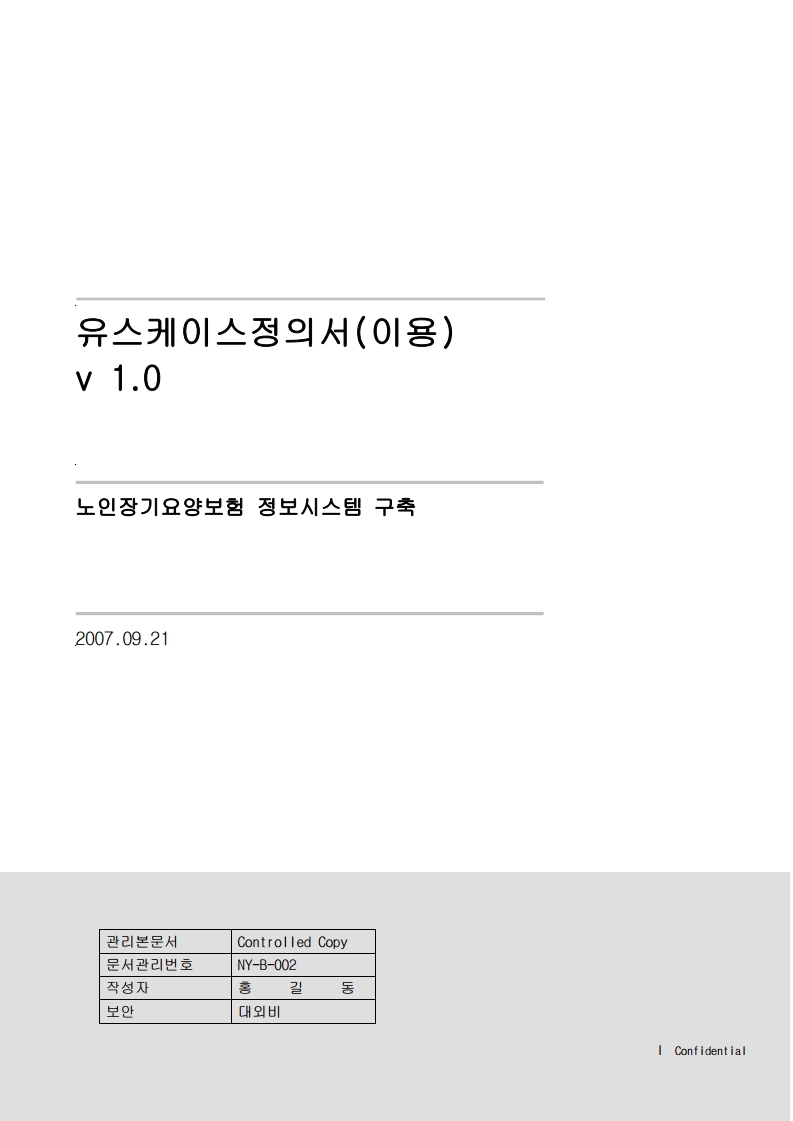 유스케이스정의서(이용)
v 1.0
노인장기요양보험 정보시스템 구축
2007.09.21
관리본문서 Controlled Copy
문서관리번호 NY-B-002
작성자 홍 길 동
보안 대외비
| Confidential